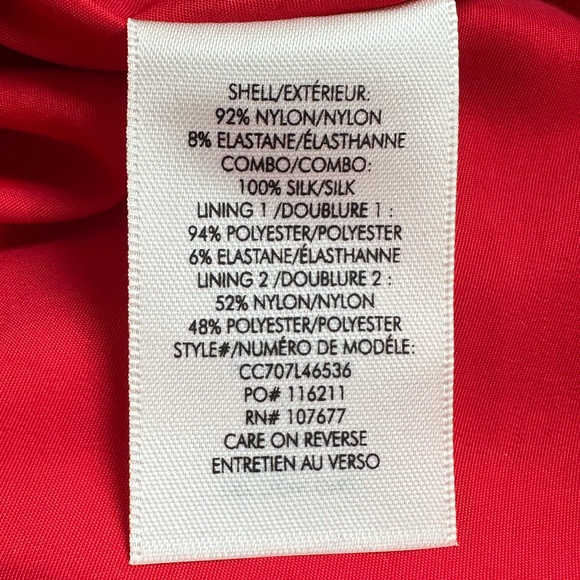 SHELL/EXTÉRIEUR:
92% NYLON/NYLON
8% ELASTANE/ÉLASTHANNE
COMBO/COMBO:
100% SILK/SILK
LINING 1 /DOUBLURE 1 :
94% POLYESTER/POLYESTER
6% ELASTANE/ÉLASTHANNE
LINING 2 /DOUBLURE 2 :
52% NYLON/NYLON
48% POLYESTER/POLYESTER
STYLE#/NUMÉRO DE MODÉLE:
CC707L46536
PO# 116211
RN# 107677
CARE ON REVERSE
ENTRETIEN AU VERSO